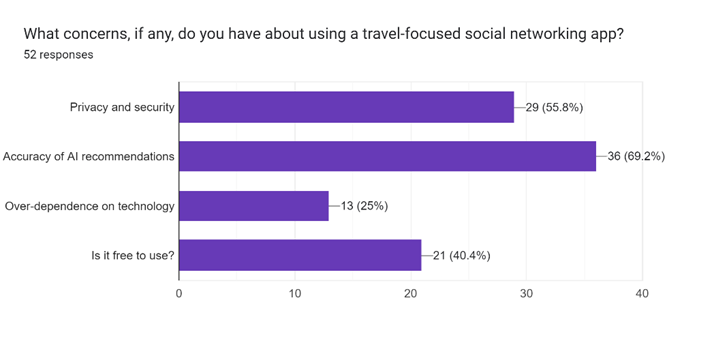 What concerns, if any, do you have about using a travel-focused social networking app?
52 responses
Privacy and security
29 (55.8%)
Accuracy of AI recommendations
36 (69.2%)
Over-dependence on technology
13 (25%)
Is it free to use?
21 (40.4%)
0 10 20 30 40